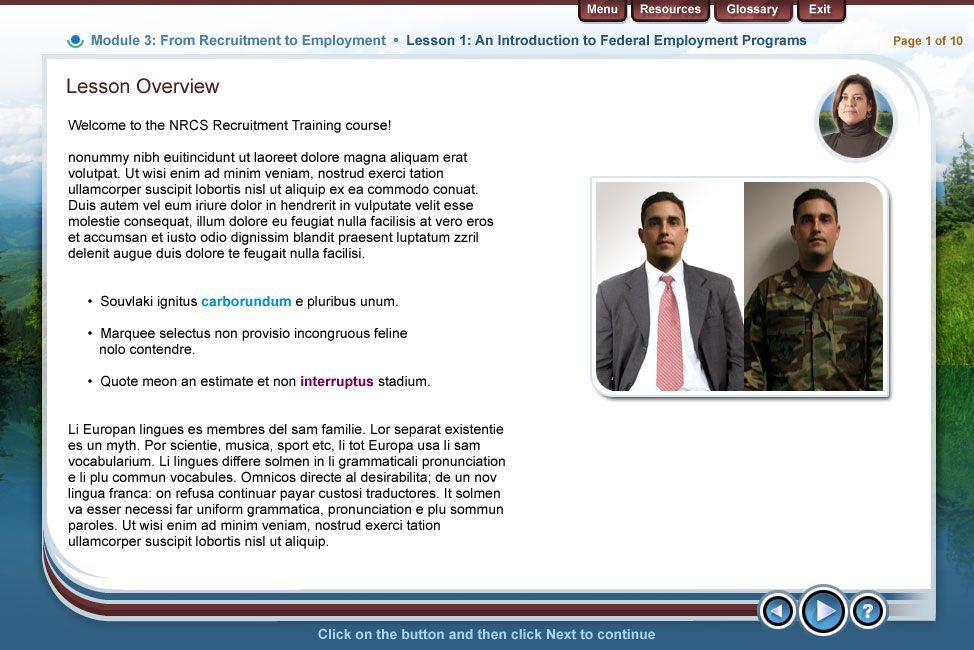 Menu
Resources
Glossary
Exit
Module 3: From Recruitment to Employment • Lesson 1: An Introduction to Federal Employment Programs
Page 1 of 10
Lesson Overview
Welcome to the NRCS Recruitment Training course!
nonummy nibh euitincidunt ut laoreet dolore magna aliquam erat
volutpat. Ut wisi enim ad minim veniam, nostrud exerci tation
ullamcorper suscipit lobortis nisl ut aliquip ex ea commodo conuat.
Duis autem vel eum iriure dolor in hendrerit in vulputate velit esse
molestie consequat, illum dolore eu feugiat nulla facilisis at vero eros
et accumsan et iusto odio dignissim blandit praesent luptatum zzril
delenit augue duis dolore te feugait nulla facilisi.
• Souvlaki ignitus carborundum e pluribus unum.
• Marquee selectus non provisio incongruous feline
nolo contendre.
• Quote meon an estimate et non interruptus stadium.
Li Europan lingues es membres del sam familie. Lor separat existentie
es un myth. Por scientie, musica, sport etc, li tot Europa usa li sam
vocabularium. Li lingues differe solmen in li grammaticali pronunciation
e li plu commun vocabules. Omnicos directe al desirabilita; de un nov
lingua franca: on refusa continuar payar custosi traductores. It solmen
va esser necessi far uniform grammatica, pronunciation e plu sommun
paroles. Ut wisi enim ad minim veniam, nostrud exerci tation
ullamcorper suscipit lobortis nisl ut aliquip.
?
Click on the button and then click Next to continue